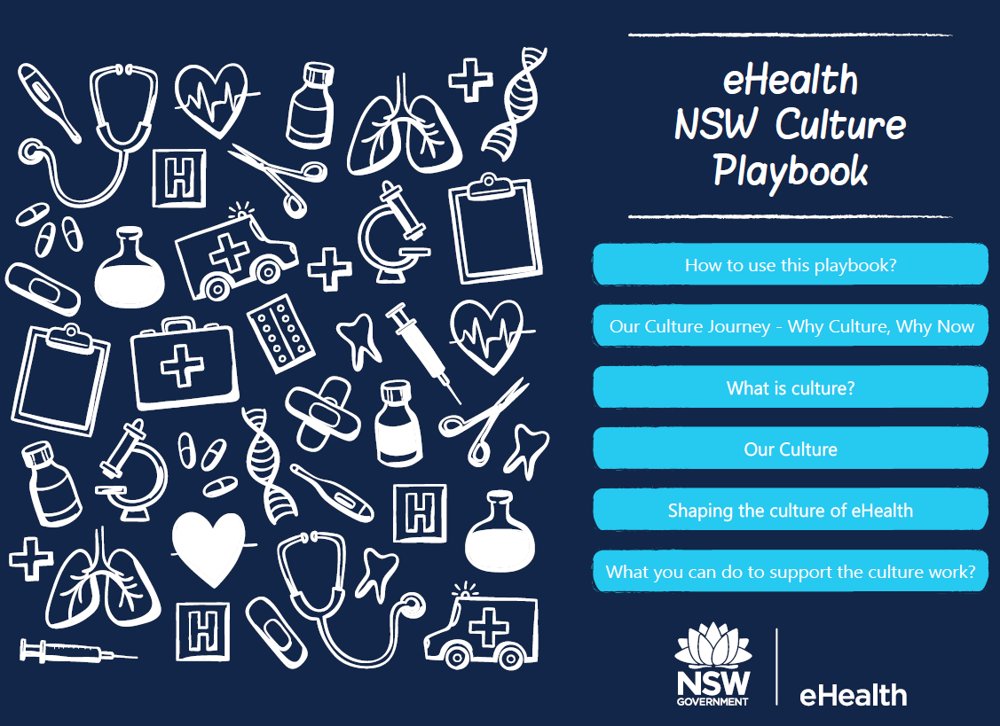 eHealth
NSW Culture
Playbook
H
How to use this playbook?
Our Culture Journey - Why Culture, Why Now
What is culture?
Our Culture
Shaping the culture of eHealth
H
What you can do to support the culture work?
H
NSW
GOVERNMENT
eHealth